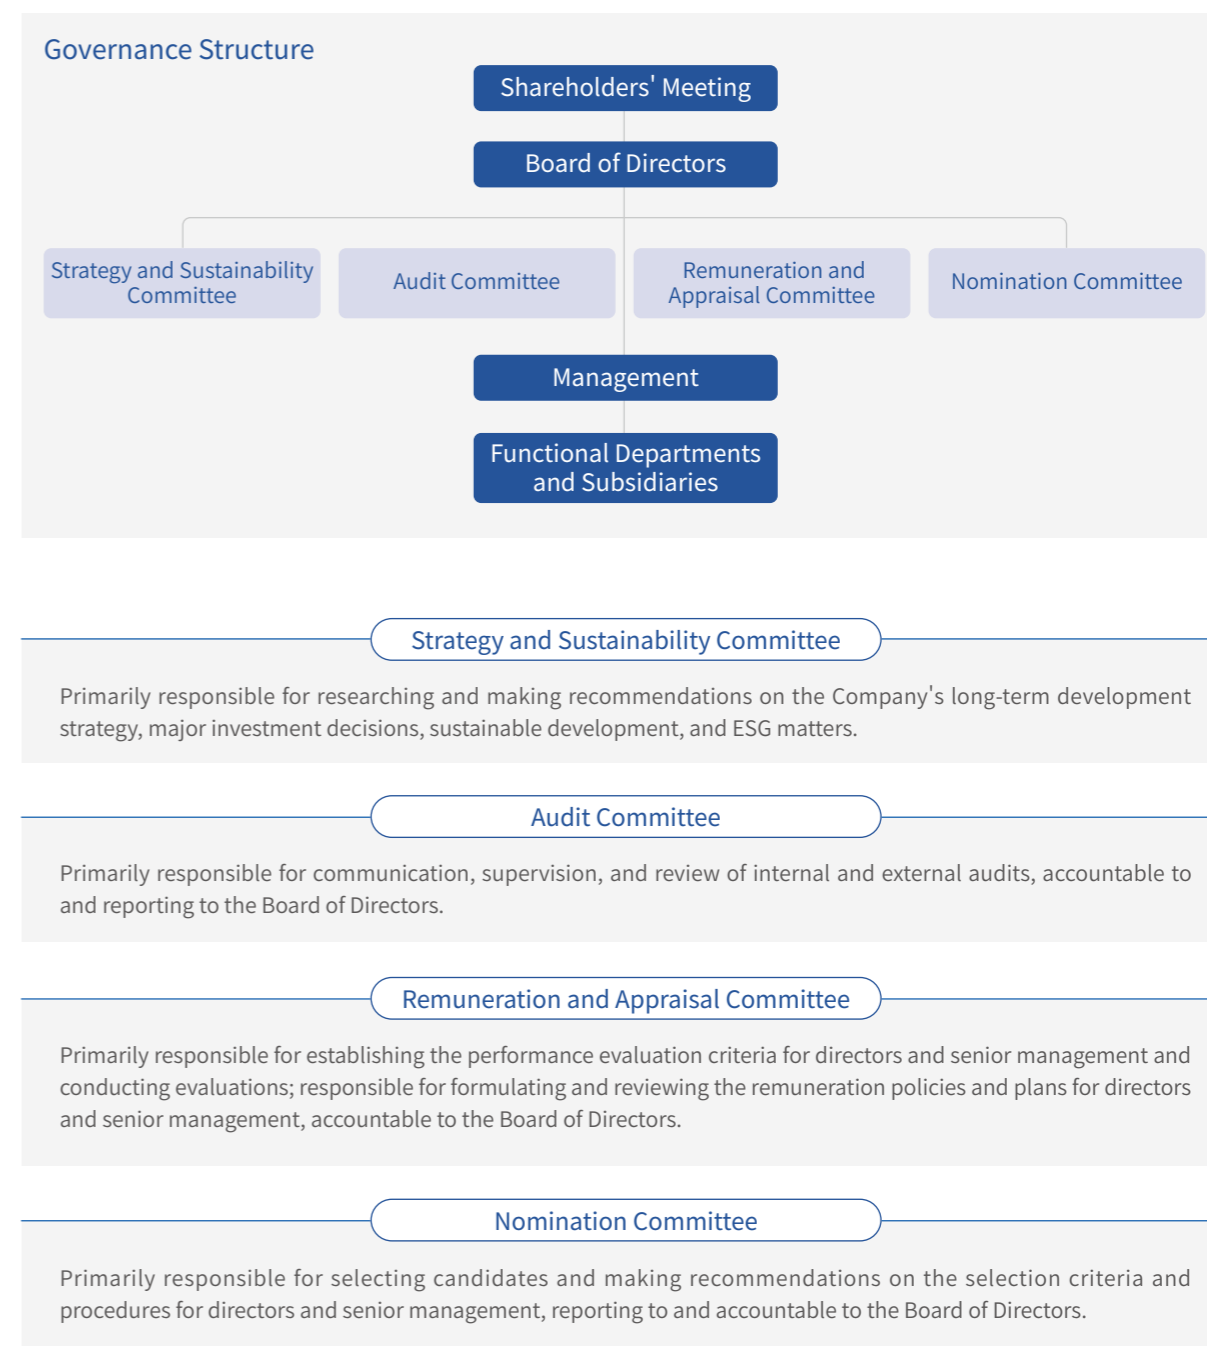 Governance Structure
Shareholders' Meeting
Board of Directors
Strategy and Sustainability
Committee
Audit Committee
Remuneration and
Appraisal Committee
Nomination Committee
Management
Functional Departments
and Subsidiaries
Strategy and Sustainability Committee
Primarily responsible for researching and making recommendations on the Company's long-term development
strategy, major investment decisions, sustainable development, and ESG matters.
Audit Committee
Primarily responsible for communication, supervision, and review of internal and external audits, accountable to
and reporting to the Board of Directors.
Remuneration and Appraisal Committee
Primarily responsible for establishing the performance evaluation criteria for directors and senior management and
conducting evaluations; responsible for formulating and reviewing the remuneration policies and plans for directors
and senior management, accountable to the Board of Directors.
Nomination Committee
Primarily responsible for selecting candidates and making recommendations on the selection criteria and
procedures for directors and senior management, reporting to and accountable to the Board of Directors.